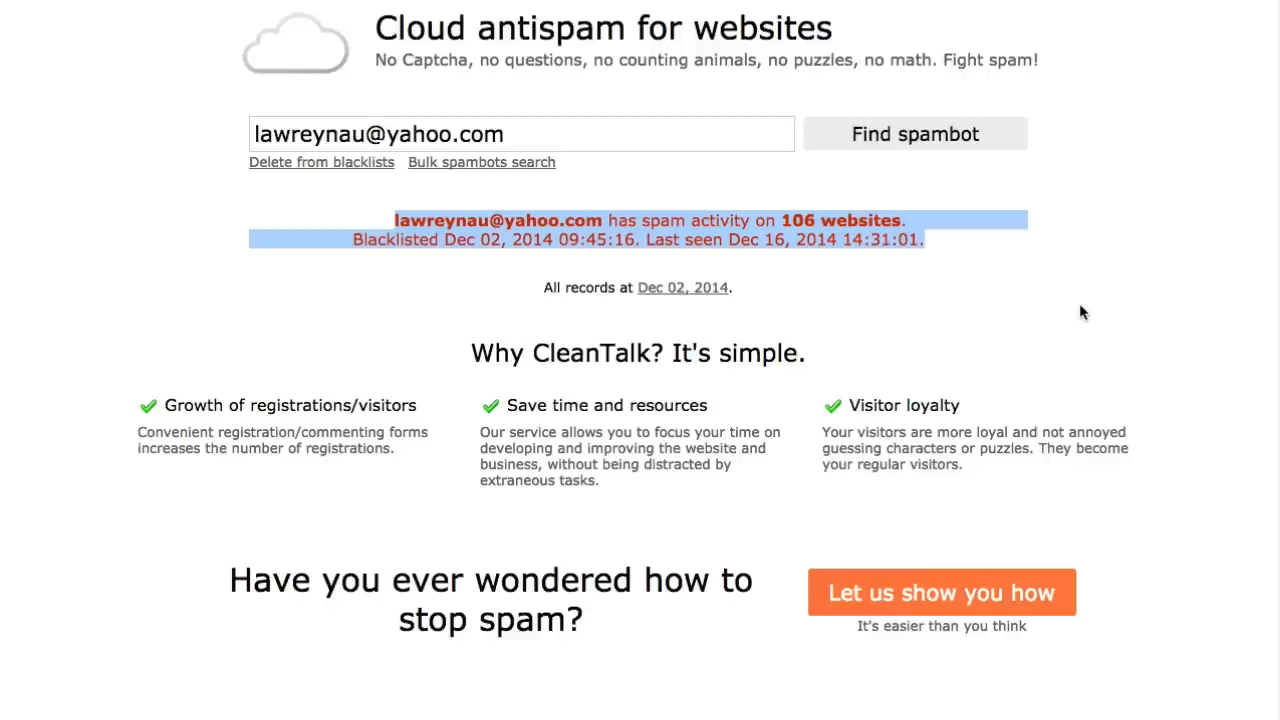 Cloud antispam for websites
No Captcha, no questions, no counting animals, no puzzles, no math. Fight spam!
lawreynau@yahoo.com
Find spambot
Delete from blacklists Bulk spambots search
lawreynau@yahoo.com has spam activity on 106 websites.
Blacklisted Dec 02, 2014 09:45:16. Last seen Dec 16, 2014 14:31:01.
All records at Dec 02, 2014.
Why CleanTalk? It's simple.
Growth of registrations/visitors
Convenient registration/commenting forms
increases the number of registrations.
Save time and resources
Our service allows you to focus your time on
developing and improving the website and
business, without being distracted by
extraneous tasks.
Visitor loyalty
Your visitors are more loyal and not annoyed
guessing characters or puzzles. They become
your regular visitors.
Have you ever wondered how to
stop spam?
Let us show you how
It's easier than you think